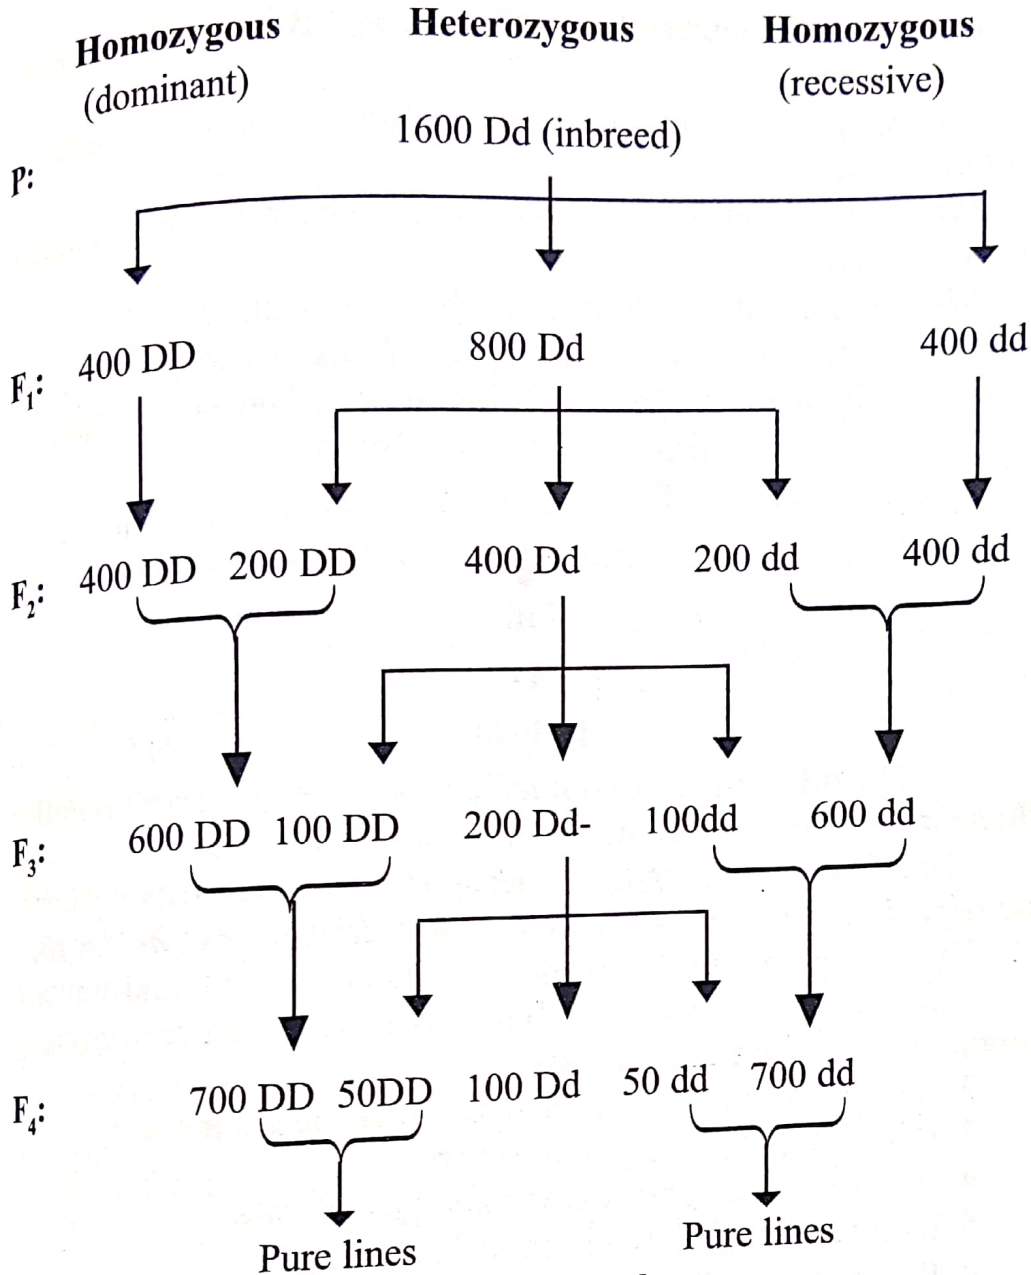 Homozygous Heterozygous Homozygous
(dominant) (recessive)
1600 Dd (inbreed)
P:
F₁: 400 DD 800 Dd 400 dd
F₂: 400 DD 200 DD 400 Dd 200 dd 400 dd
F₃: 600 DD 100 DD 200 Dd- 100dd 600 dd
F₄: 700 DD 50DD 100 Dd 50 dd 700 dd
Pure lines Pure lines